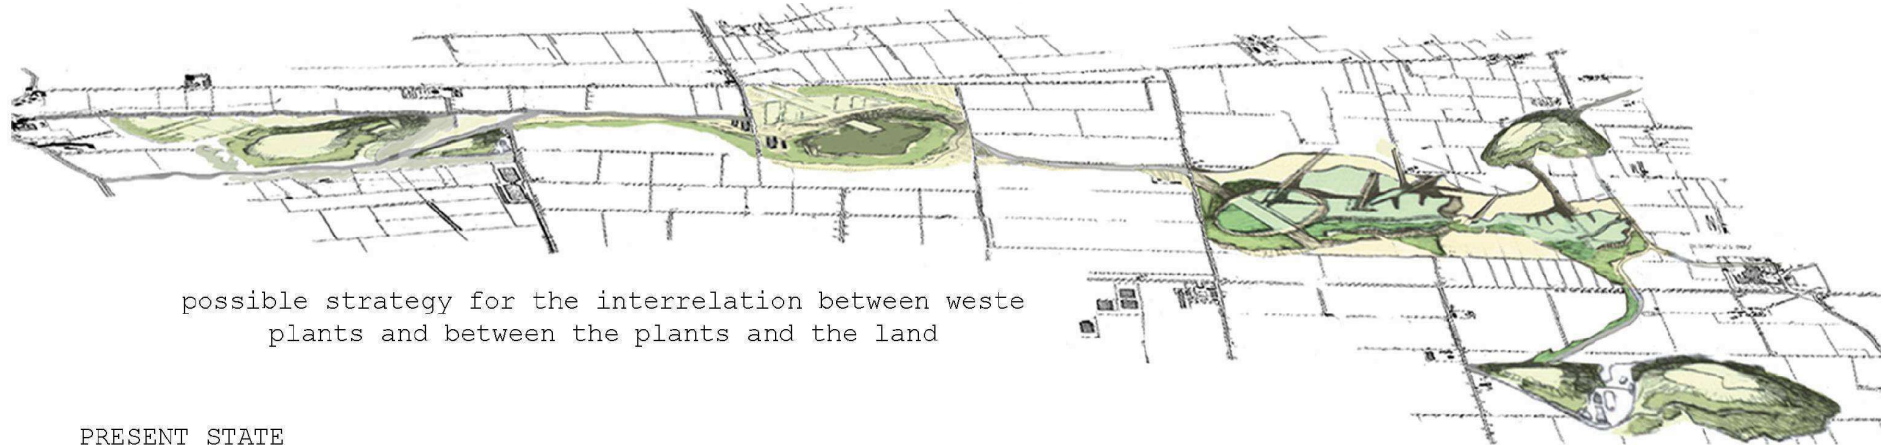 possible strategy for the interrelation between weste
plants and between the plants and the land
PRESENT STATE